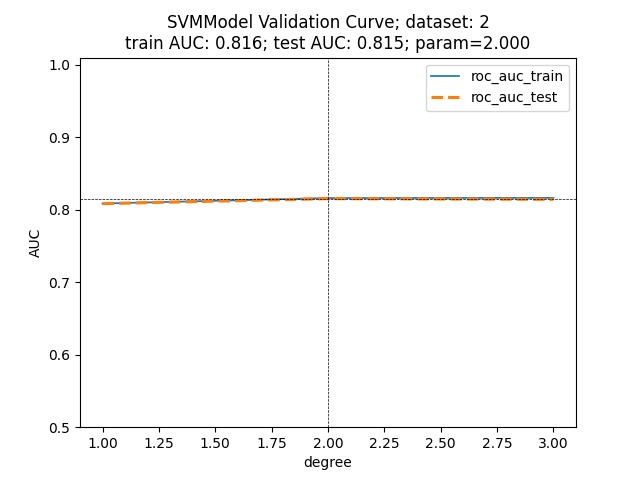 SVMModel Validation Curve; dataset: 2
train AUC: 0.816; test AUC: 0.815; param=2.000
roc_auc_train
roc_auc_test
1.0
0.9
0.8
0.7
0.6
0.5
AUC
1.00 1.25 1.50 1.75 2.00 2.25 2.50 2.75 3.00
degree